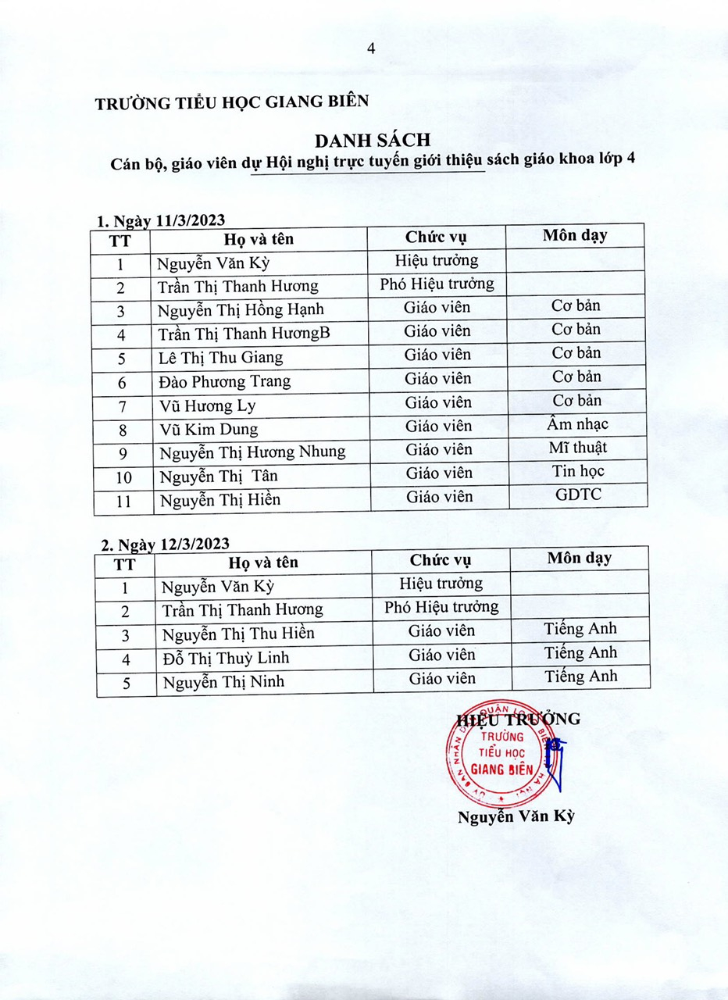 4
TRƯỜNG TIỂU HỌC GIANG BIÊN
DANH SÁCH
Cán bộ, giáo viên dự Hội nghị trực tuyến giới thiệu sách giáo khoa lớp 4
1. Ngày 11/3/2023
TT Họ và tên Chức vụ Môn dạy
1 Nguyễn Văn Kỳ Hiệu trưởng
2 Trần Thị Thanh Hương Phó Hiệu trưởng
3 Nguyễn Thị Hồng Hạnh Giáo viên Cơ bản
4 Trần Thị Thanh HươngB Giáo viên Cơ bản
5 Lê Thị Thu Giang Giáo viên Cơ bản
6 Đào Phương Trang Giáo viên Cơ bản
7 Vũ Hương Ly Giáo viên Cơ bản
8 Vũ Kim Dung Giáo viên Âm nhạc
9 Nguyễn Thị Hương Nhung Giáo viên Mĩ thuật
10 Nguyễn Thị Tân Giáo viên Tin học
11 Nguyễn Thị Hiền Giáo viên GDTC
2. Ngày 12/3/2023
TT Họ và tên Chức vụ Môn dạy
1 Nguyễn Văn Kỳ Hiệu trưởng
2 Trần Thị Thanh Hương Phó Hiệu trưởng
3 Nguyễn Thị Thu Hiền Giáo viên Tiếng Anh
4 Đỗ Thị Thuỳ Linh Giáo viên Tiếng Anh
5 Nguyễn Thị Ninh Giáo viên Tiếng Anh
HIỆU TRƯỞNG
ỦY BAN NHÂN DÂN QUẬN LONG BIÊN HÀ NỘI
TRƯỜNG
TIỂU HỌC
GIANG BIÊN
Nguyễn Văn Kỳ